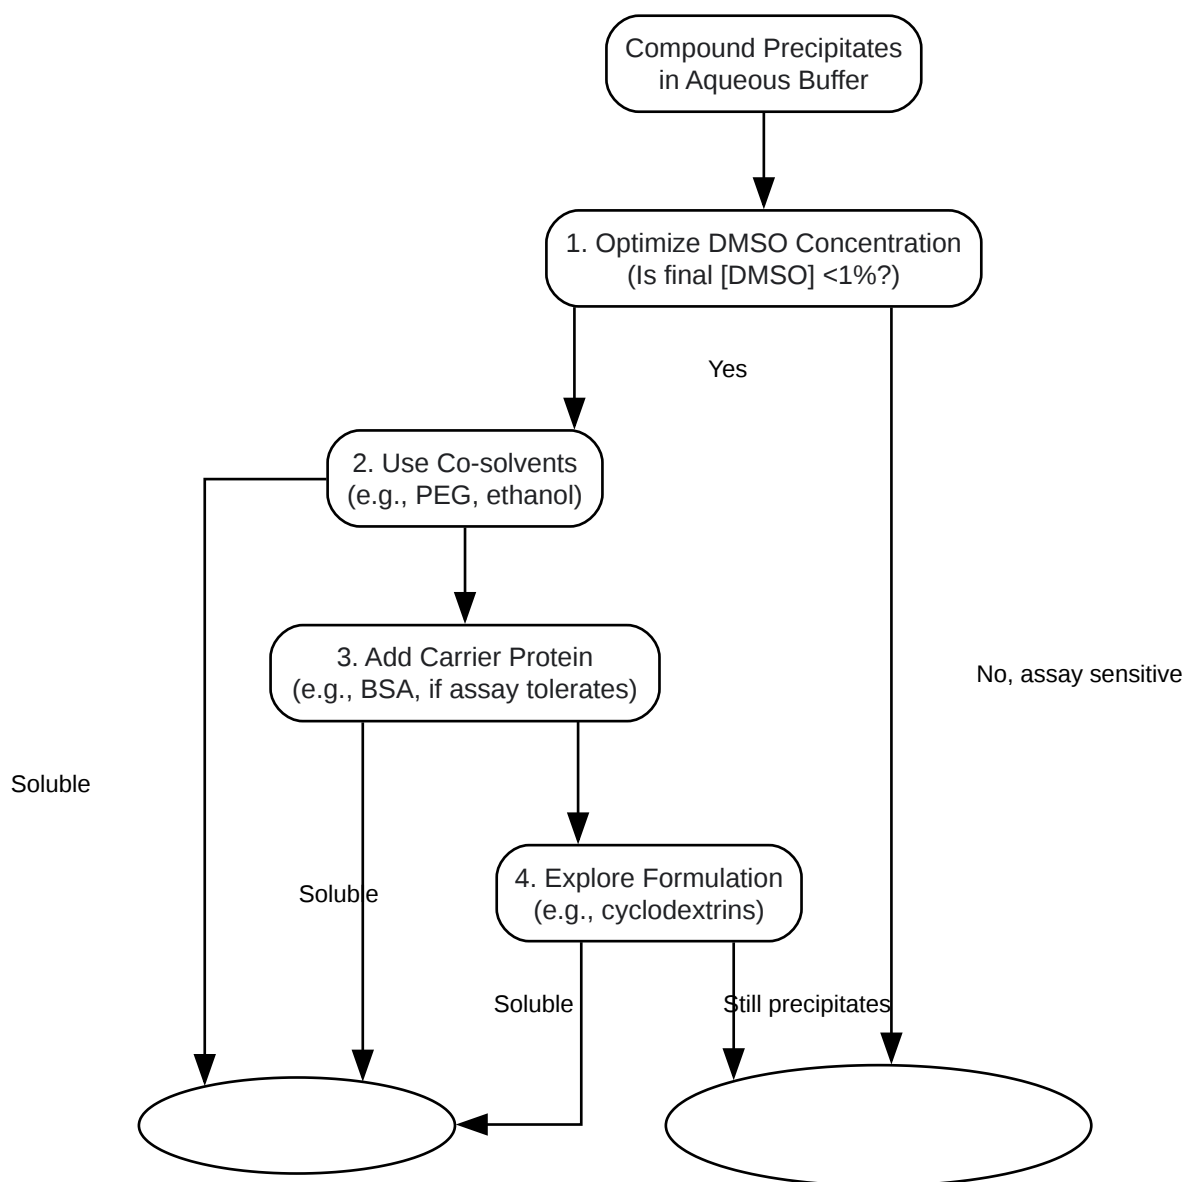 Compound Precipitates
in Aqueous Buffer
1. Optimize DMSO Concentration
(Is final [DMSO] <1%?)
Yes
2. Use Co-solvents
(e.g., PEG, ethanol)
3. Add Carrier Protein
(e.g., BSA, if assay tolerates)
No, assay sensitive
Soluble
4. Explore Formulation
(e.g., cyclodextrins)
Soluble
Soluble
Still precipitates